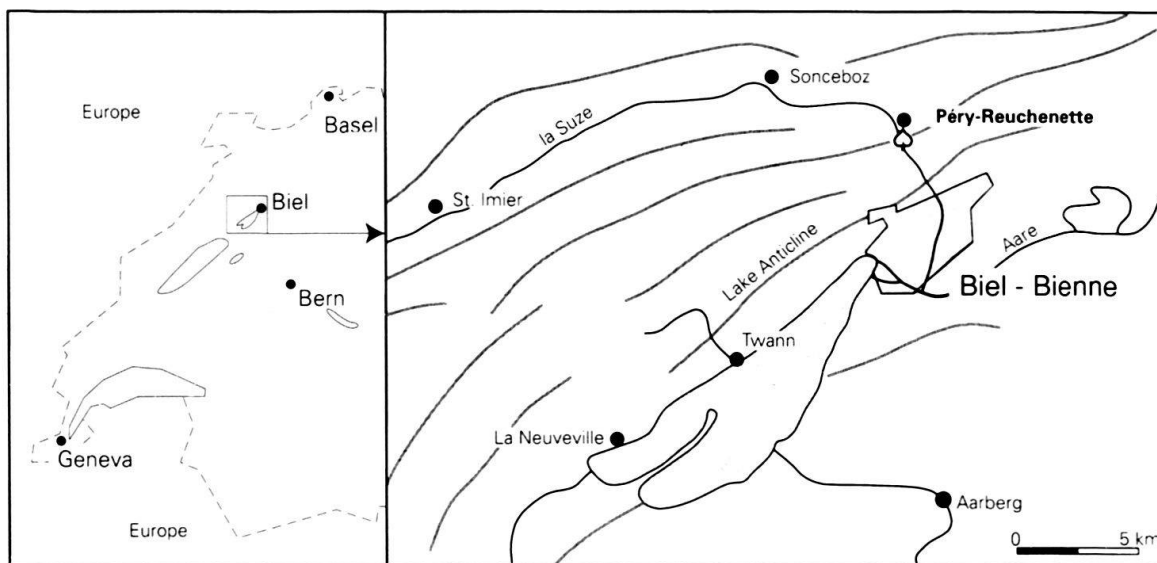 Europe
Basel
Biel
Bern
Geneva
Europe
Sonceboz
la Suze
Péry-Reuchenette
St. Imier
Aare
Lake Anticline
Biel - Bienne
Twann
La Neuveville
Aarberg
0 5 km